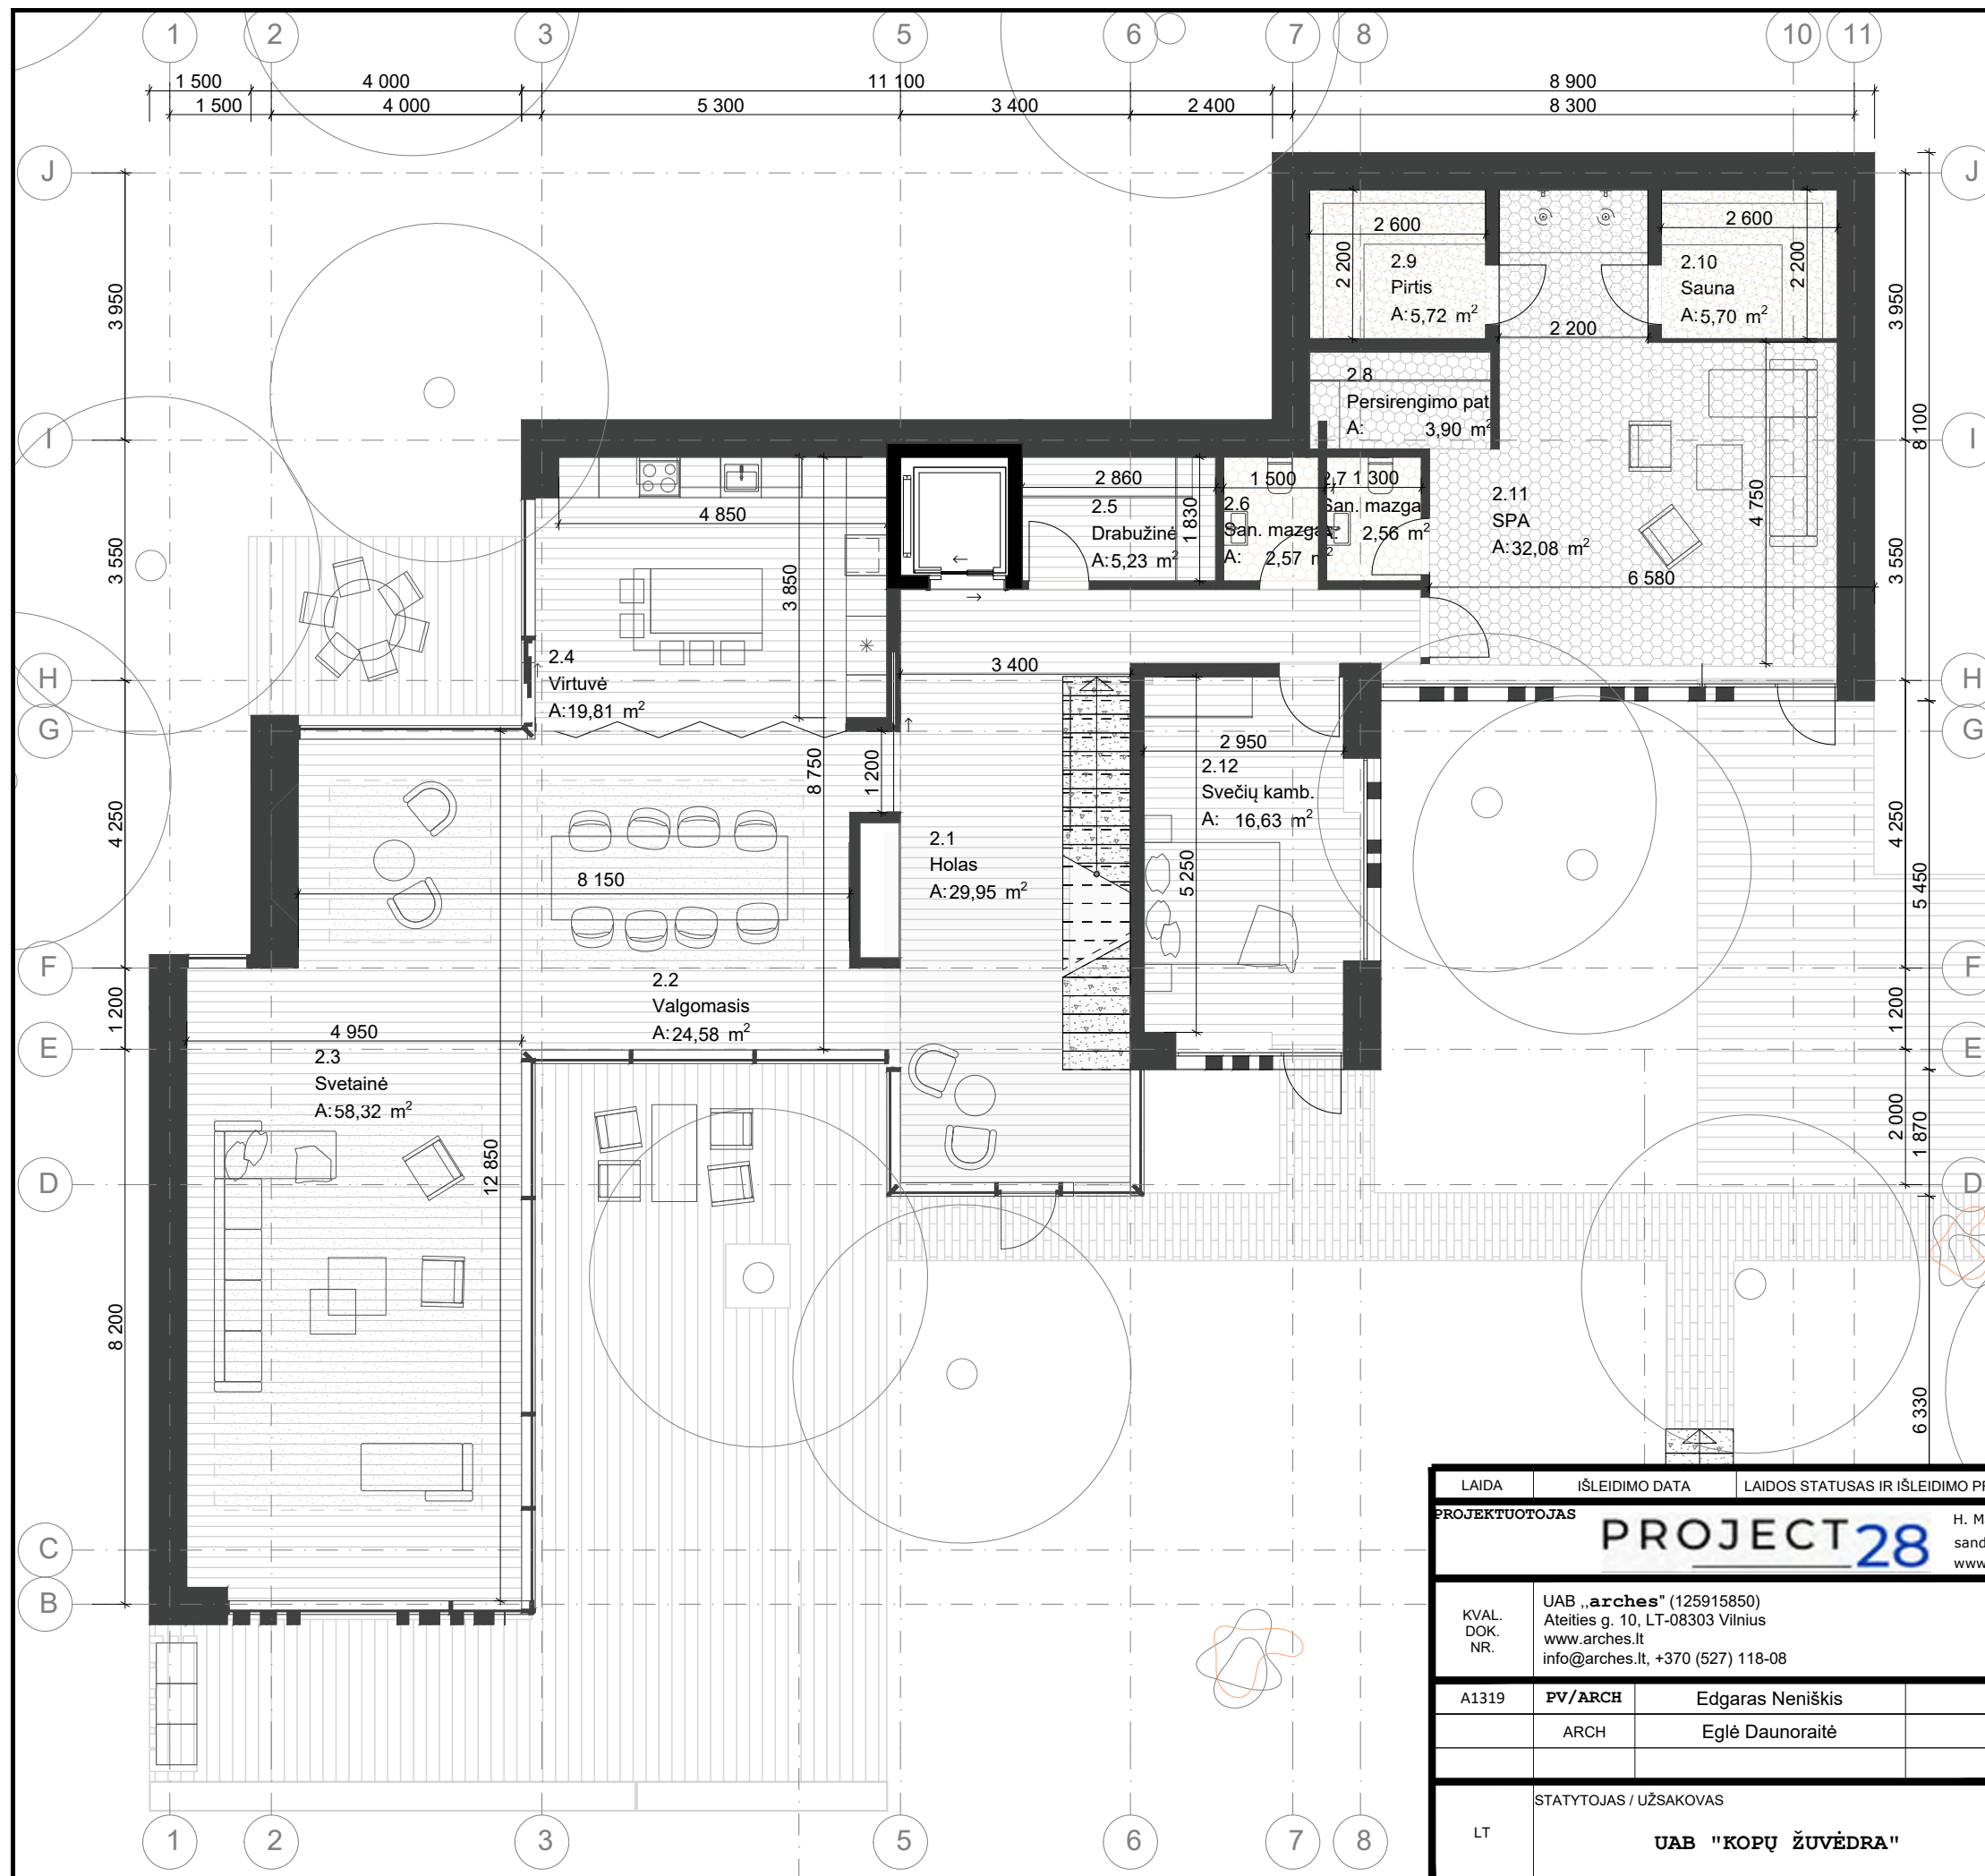 1 2 3 5 6 7 8 10 11
1 500 4 000 11 100 8 900
1 500 4 000 5 300 3 400 2 400 8 300
J J
3 950
3 950
8 100
2 600
2 200
2.9
Pirtis
A:5,72 m²
2 600
2 200
2.10
Sauna
A:5,70 m²
2 200
2.8
Persirengimo pat
A: 3,90 m²
I I
3 550
3 550
4 850
3 850
2 860
1 830
2.5
Drabužinė
A:5,23 m²
1 500
2.6
San. mazga
A: 2,57 m²
2.7 1 300
San. mazga
A: 2,56 m²
2.11
SPA
A:32,08 m²
4 750
6 580
2.4
Virtuvė
A:19,81 m²
3 400
H H
G G
4 250
4 250
5 450
8 750
1 200
2 950
2.12
Svečių kamb.
A: 16,63 m²
5 250
2.1
Holas
A:29,95 m²
8 150
F F
1 200
1 200
2.2
Valgomasis
A:24,58 m²
4 950
E E
2.3
Svetainė
A:58,32 m²
12 850
2 000
1 870
D D
8 200
6 330
C
B
1 2 3 5 6 7 8
LAIDA IŠLEIDIMO DATA LAIDOS STATUSAS IR IŠLEIDIMO PR
PROJEKTUOTOJAS
PROJECT28
H. M
sand
www
KVAL.
DOK.
NR.
UAB ,,arches" (125915850)
Ateities g. 10, LT-08303 Vilnius
www.arches.lt
info@arches.lt, +370 (527) 118-08
A1319 PV/ARCH Edgaras Neniškis
ARCH Eglė Daunoraitė
STATYTOJAS / UŽSAKOVAS
LT
UAB "KOPŲ ŽUVĖDRA"